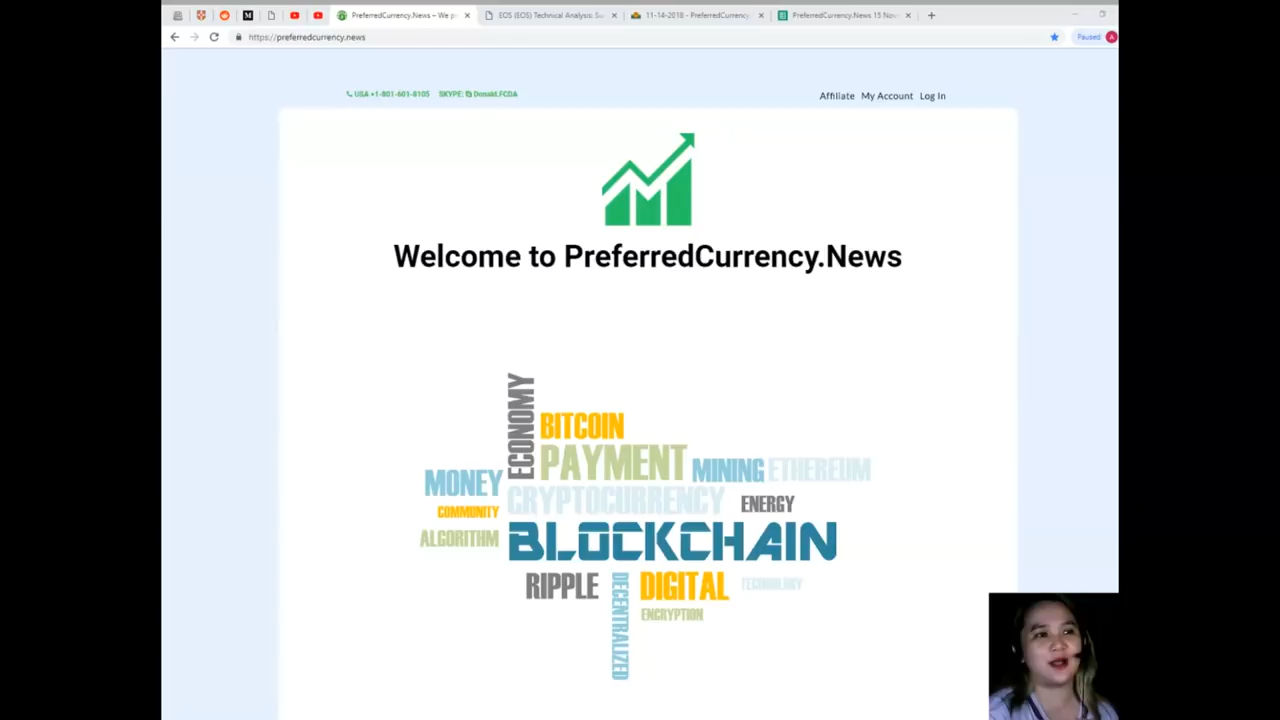 PreferredCurrency.News – We p
EOS (EOS) Technical Analysis: Su
11-14-2018 - PreferredCurrency.
PreferredCurrency.News 15 Nov
https://preferredcurrency.news
Paused
A
USA +1-801-601-8105 SKYPE: Donald.FCDA
Affiliate My Account Log In
Welcome to PreferredCurrency.News
ECONOMY
BITCOIN
PAYMENT
MONEY
MINING
ETHEREUM
CRYPTOCURRENCY
ENERGY
COMMUNITY
ALGORITHM
BLOCKCHAIN
RIPPLE
DECENTRALIZED
DIGITAL
TECHNOLOGY
ENCRYPTION